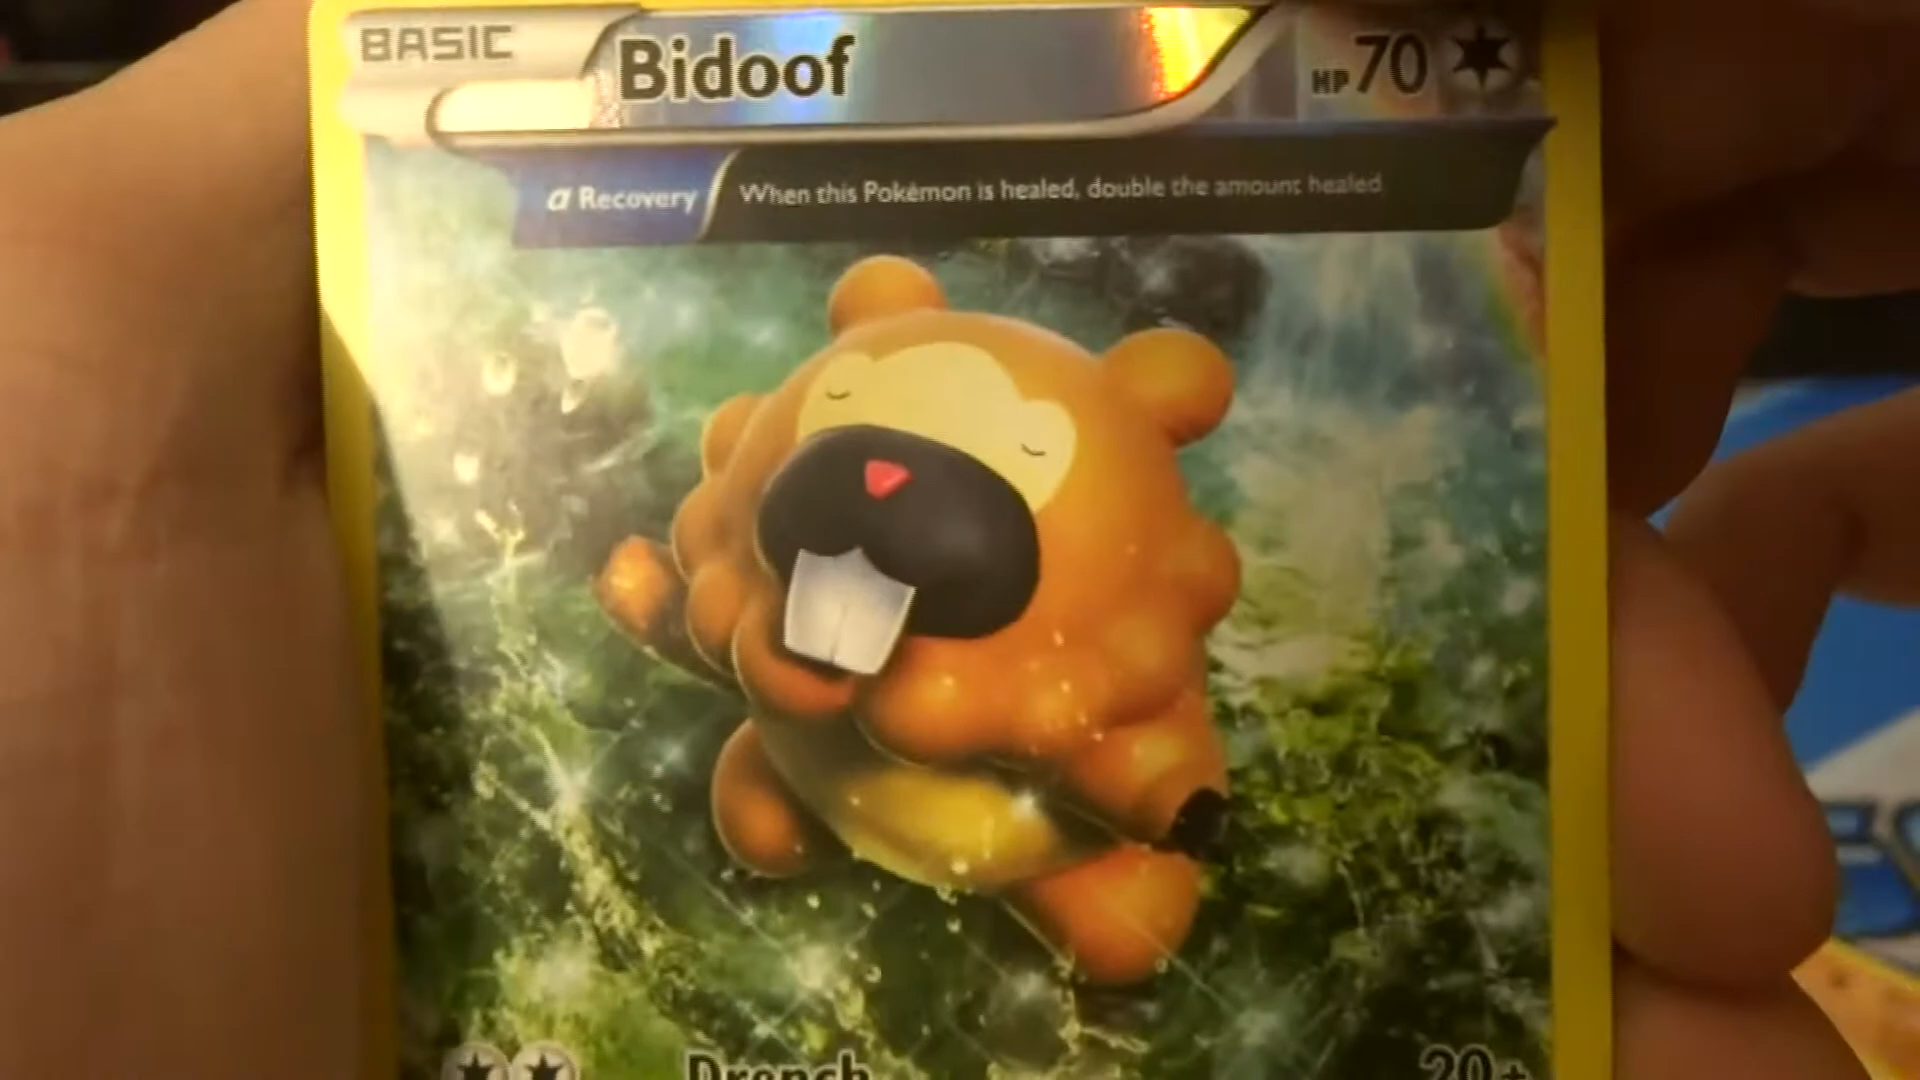 BASIC
Bidoof
HP 70
α Recovery
When this Pokémon is healed, double the amount healed.
Drench
20+